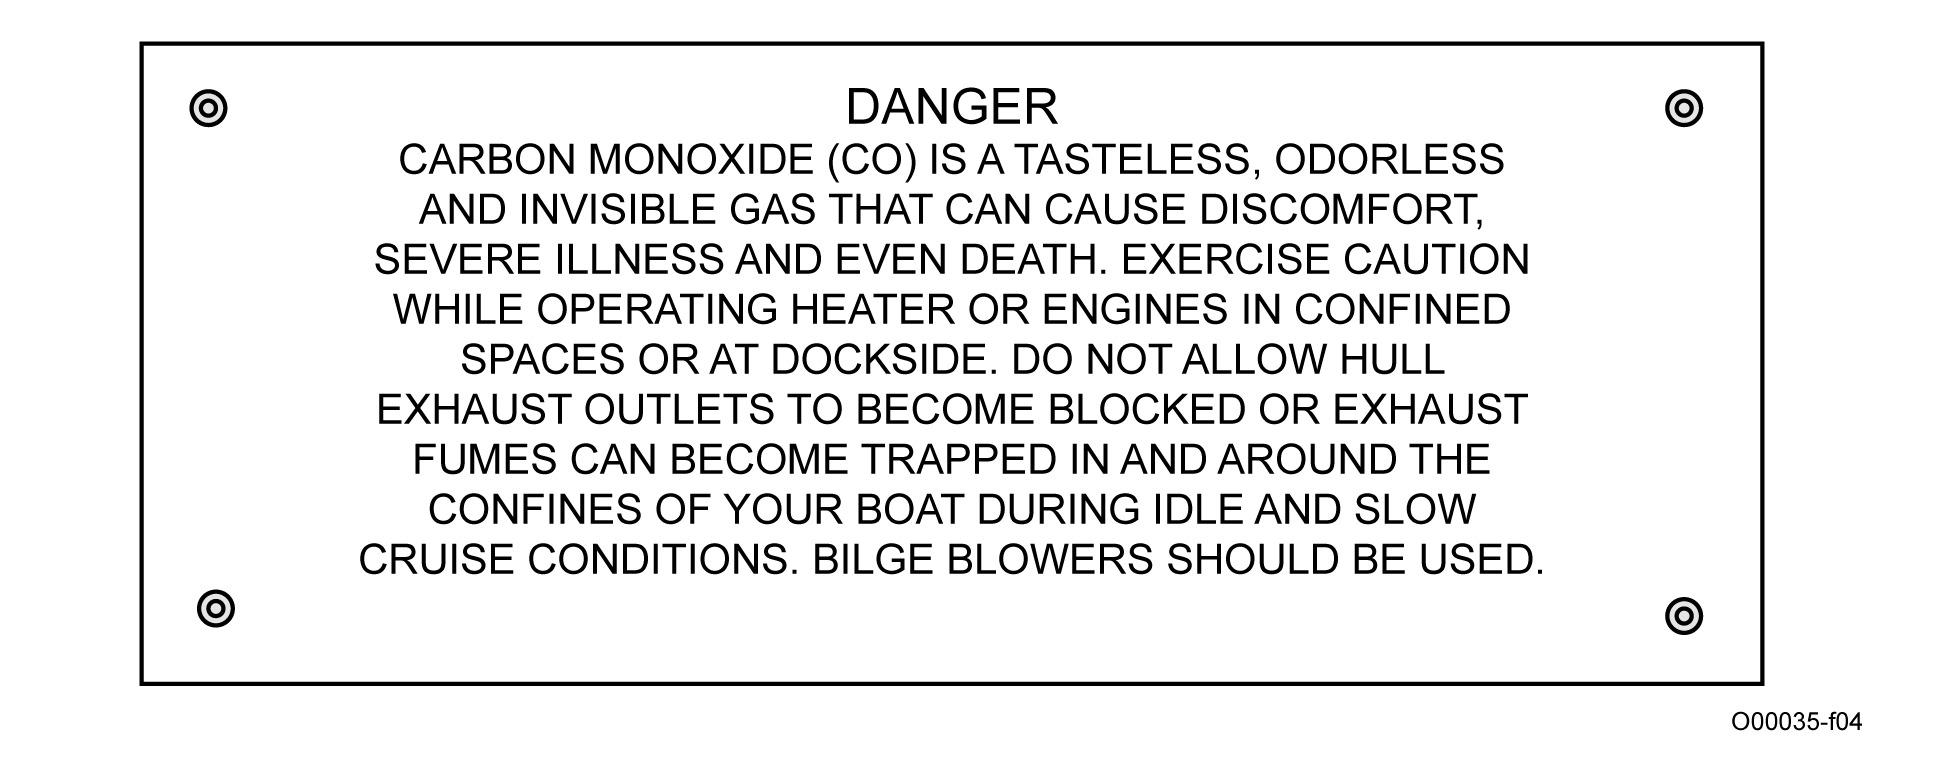 DANGER
CARBON MONOXIDE (CO) IS A TASTELESS, ODORLESS
AND INVISIBLE GAS THAT CAN CAUSE DISCOMFORT,
SEVERE ILLNESS AND EVEN DEATH. EXERCISE CAUTION
WHILE OPERATING HEATER OR ENGINES IN CONFINED
SPACES OR AT DOCKSIDE. DO NOT ALLOW HULL
EXHAUST OUTLETS TO BECOME BLOCKED OR EXHAUST
FUMES CAN BECOME TRAPPED IN AND AROUND THE
CONFINES OF YOUR BOAT DURING IDLE AND SLOW
CRUISE CONDITIONS. BILGE BLOWERS SHOULD BE USED.
O00035-f04